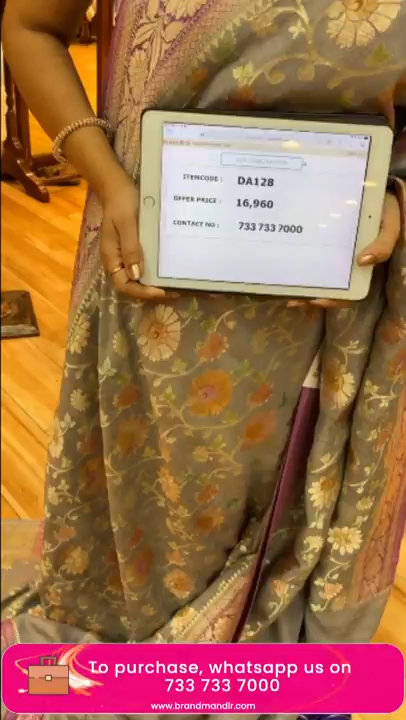 ITEMCODE : DA128
OFFER PRICE : 16,960
CONTACT NO : 733 733 7000
To purchase, whatsapp us on
733 733 7000
www.brandmandir.com